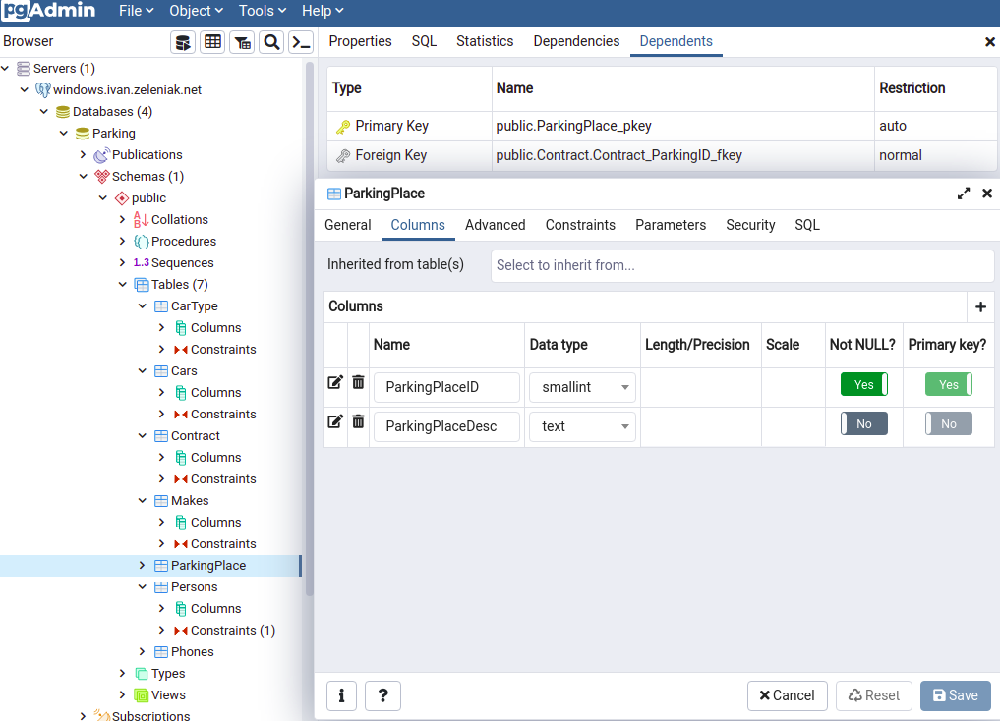 pgAdmin File Object Tools Help
Browser
Properties SQL Statistics Dependencies Dependents
Servers (1)
windows.ivan.zeleniak.net
Databases (4)
Parking
Publications
Schemas (1)
public
Collations
Procedures
1..3 Sequences
Tables (7)
CarType
Columns
Constraints
Cars
Columns
Constraints
Contract
Columns
Constraints
Makes
Columns
Constraints
ParkingPlace
Persons
Columns
Constraints (1)
Phones
Types
Views
Subscriptions
Type Name Restriction
Primary Key public.ParkingPlace_pkey auto
Foreign Key public.Contract.Contract_ParkingID_fkey normal
ParkingPlace
General Columns Advanced Constraints Parameters Security SQL
Inherited from table(s) Select to inherit from...
Columns
Name Data type Length/Precision Scale Not NULL? Primary key?
ParkingPlaceID smallint Yes Yes
ParkingPlaceDesc text No No
i ? Cancel Reset Save